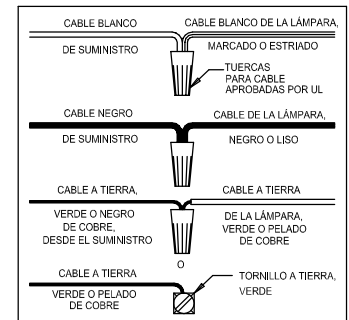 CABLE BLANCO
CABLE BLANCO DE LA LÁMPARA,
DE SUMINISTRO
MARCADO O ESTRIADO
TUERCAS
PARA CABLE
APROBADAS POR UL
CABLE NEGRO
CABLE DE LA LÁMPARA,
DE SUMINISTRO
NEGRO O LISO
CABLE A TIERRA,
CABLE A TIERRA
VERDE O NEGRO
DE COBRE,
DESDE EL SUMINISTRO
DE LA LÁMPARA,
VERDE O PELADO
DE COBRE
O
CABLE A TIERRA
VERDE O PELADO
DE COBRE
TORNILLO A TIERRA,
VERDE